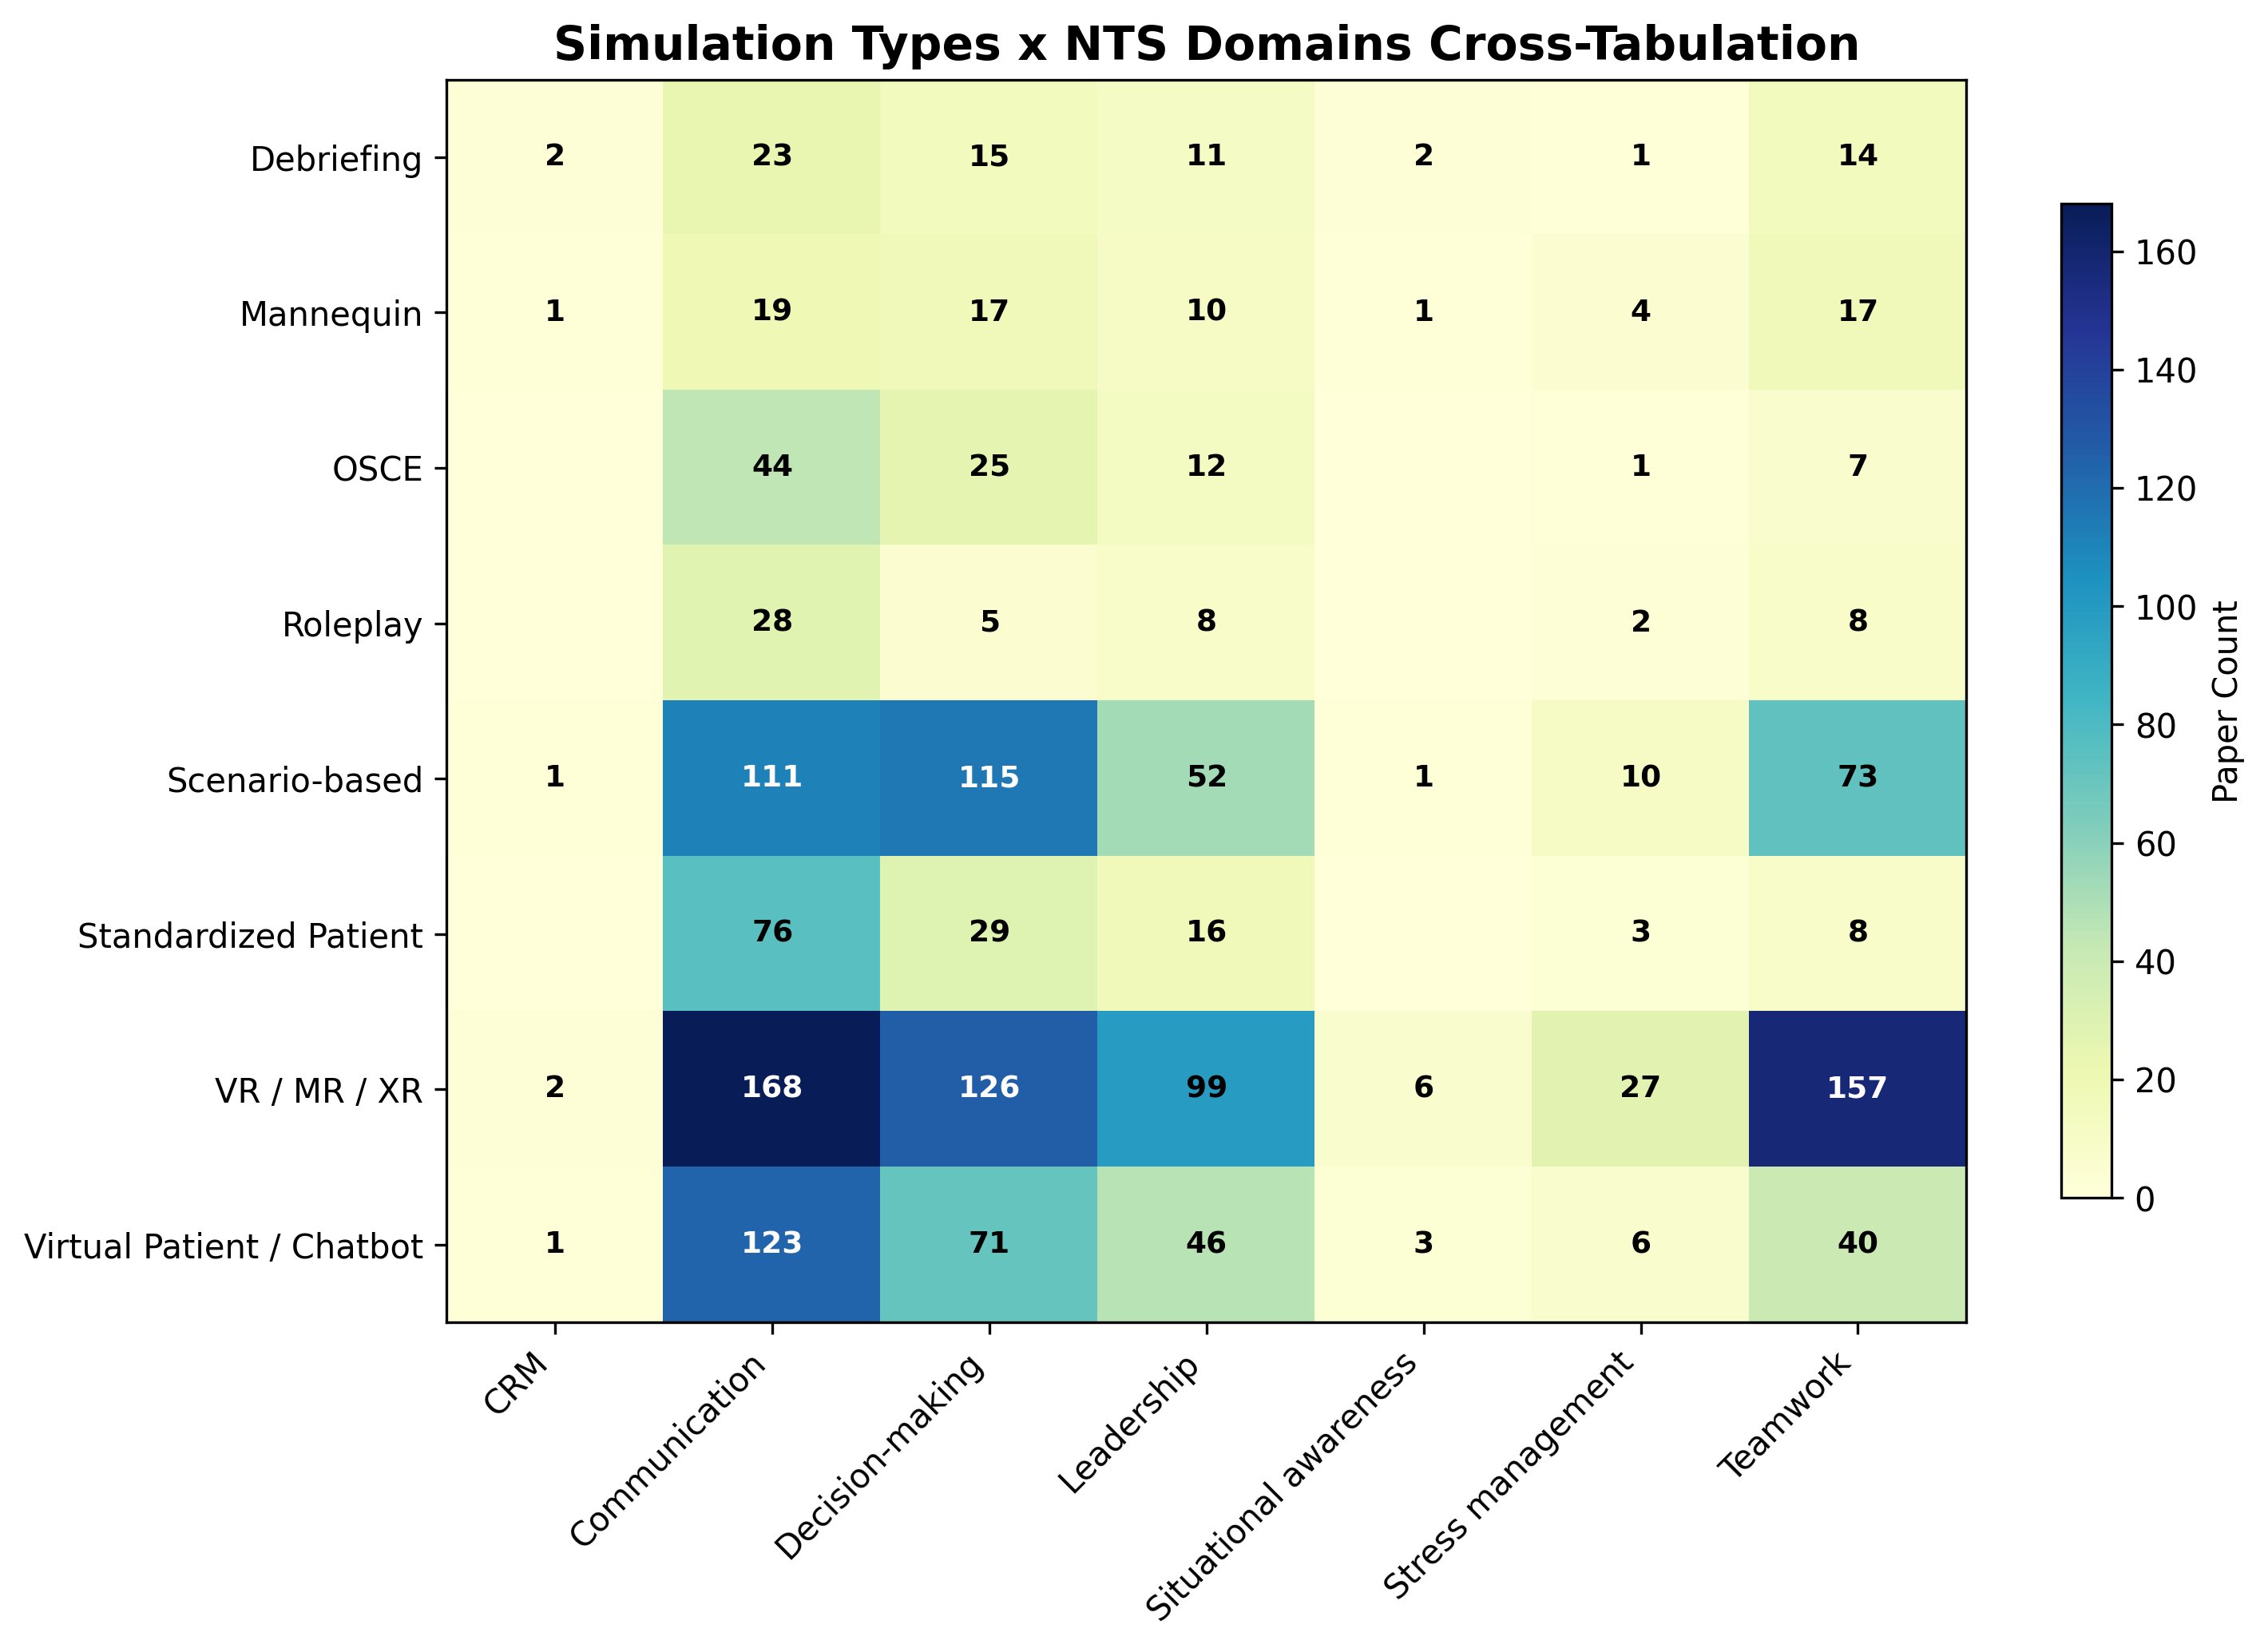 Simulation Types x NTS Domains Cross-Tabulation
Debriefing 2 23 15 11 2 1 14
Mannequin 1 19 17 10 1 4 17
OSCE 44 25 12 1 7
Roleplay 28 5 8 2 8
Scenario-based 1 111 115 52 1 10 73
Standardized Patient 76 29 16 3 8
VR / MR / XR 2 168 126 99 6 27 157
Virtual Patient / Chatbot 1 123 71 46 3 6 40
CRM
Communication
Decision-making
Leadership
Situational awareness
Stress management
Teamwork
160
140
120
100
80
60
40
20
0
Paper Count